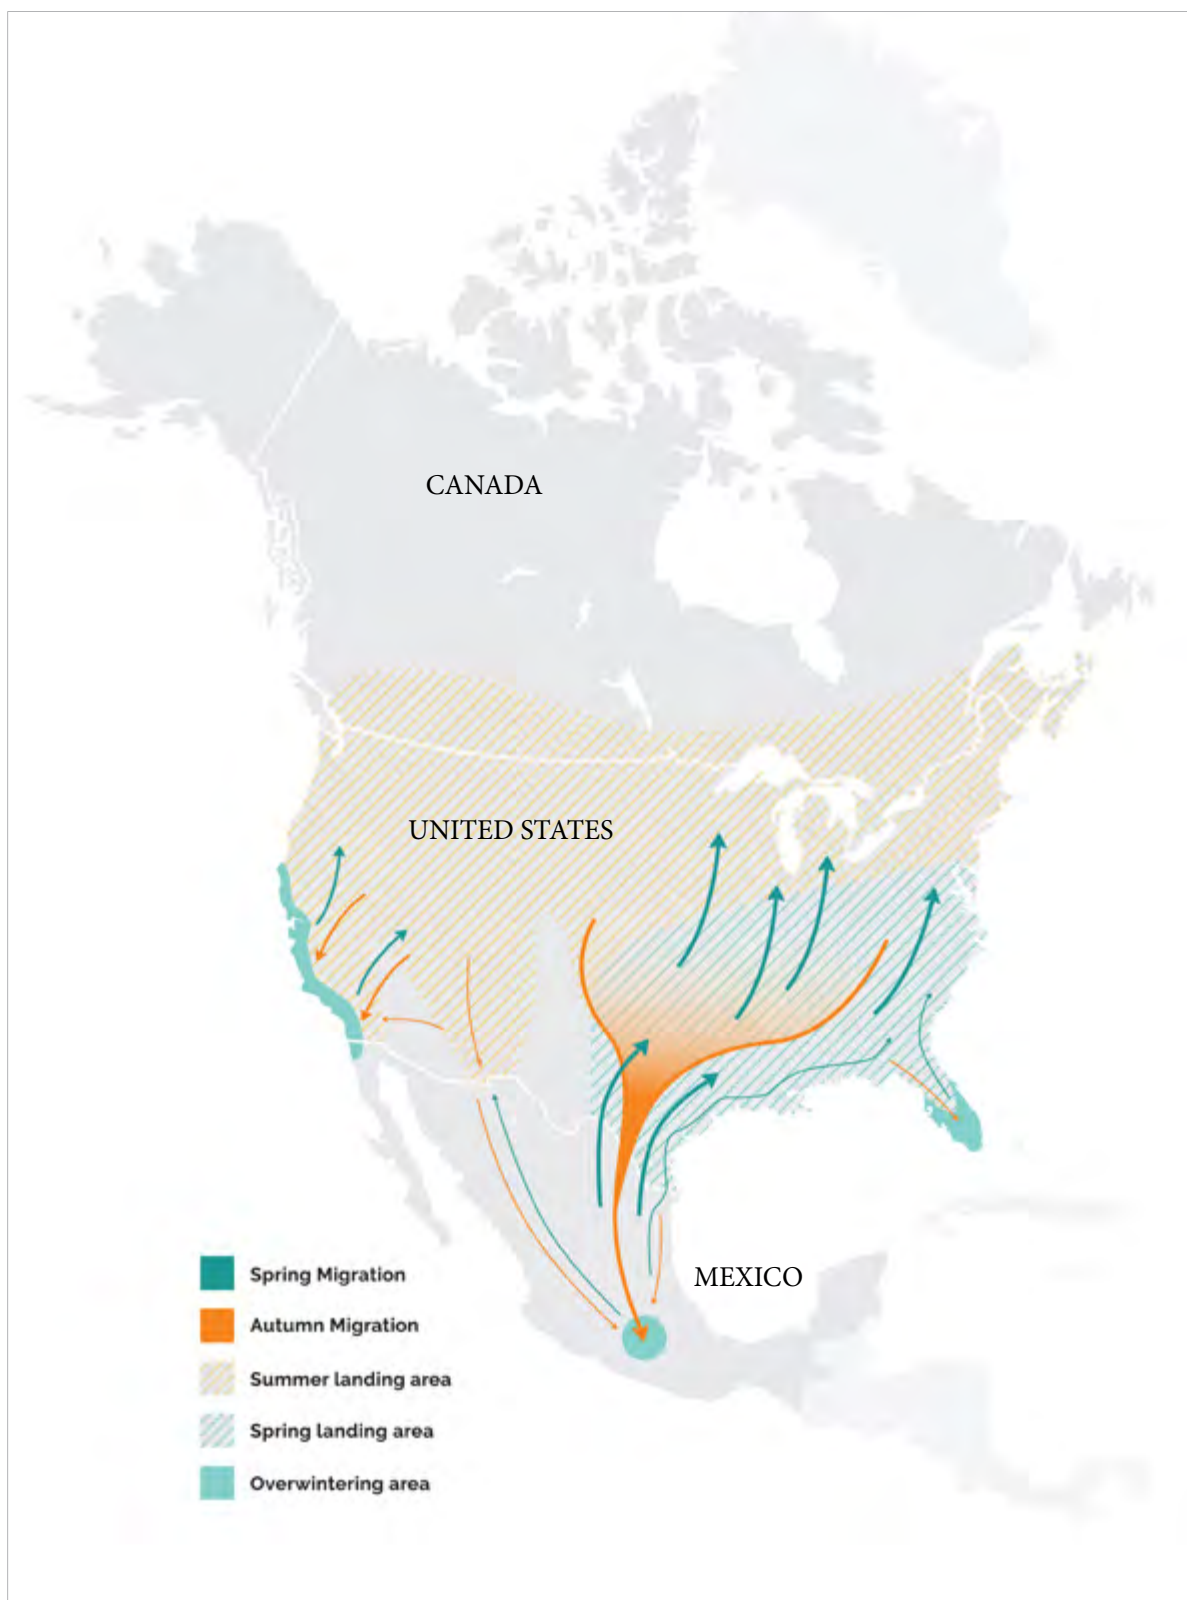 CANADA
UNITED STATES
MEXICO
Spring Migration
Autumn Migration
Summer landing area
Spring landing area
Overwintering area